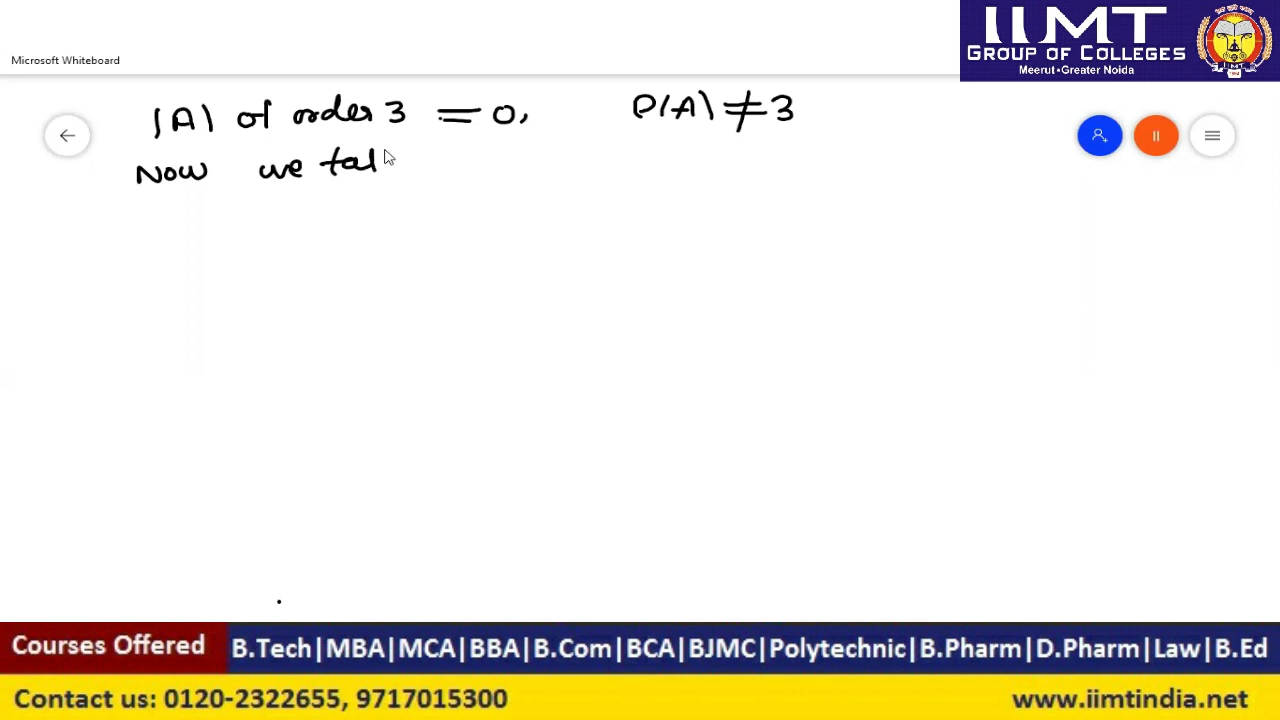 IIMT
GROUP OF COLLEGES
Meerut•Greater Noida
Microsoft Whiteboard
|A| of order 3 = 0, ρ(A) ≠ 3
Now we tal
Courses Offered B.Tech|MBA|MCA|BBA|B.Com|BCA|BJMC|Polytechnic|B.Pharm|D.Pharm|Law|B.Ed
Contact us: 0120-2322655, 9717015300 www.iimtindia.net